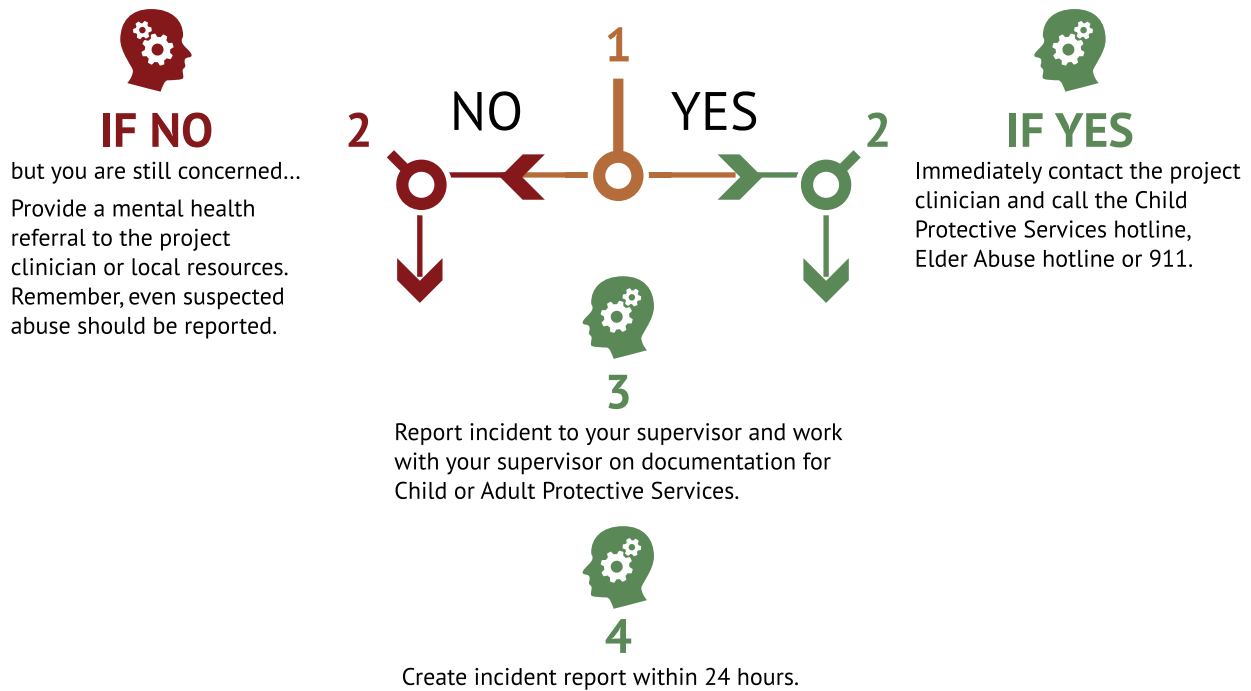 1
NO
YES
2
IF NO
but you are still concerned...
Provide a mental health
referral to the project
clinician or local resources.
Remember, even suspected
abuse should be reported.
2
IF YES
Immediately contact the project
clinician and call the Child
Protective Services hotline,
Elder Abuse hotline or 911.
3
Report incident to your supervisor and work
with your supervisor on documentation for
Child or Adult Protective Services.
4
Create incident report within 24 hours.